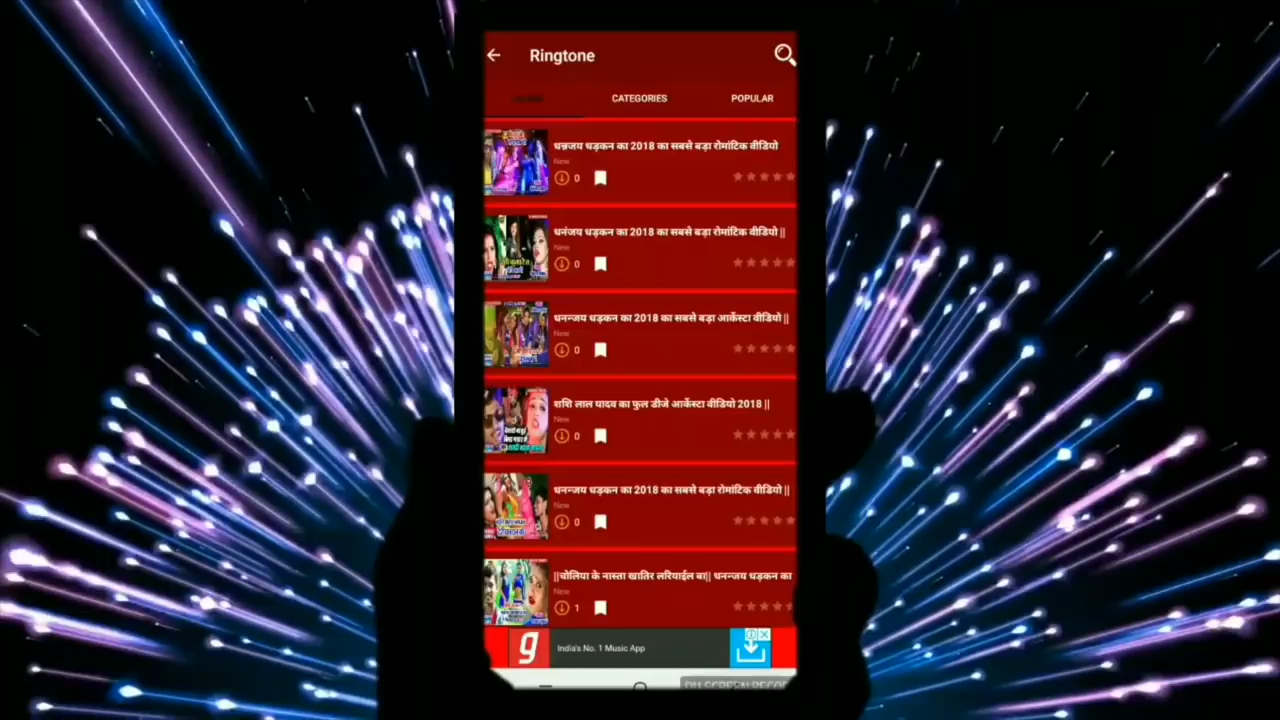 Ringtone
CATEGORIES
POPULAR
धन्नजय धड़कन का 2018 का सबसे बड़ा रोमांटिक वीडियो
New
0
धनंजय धड़कन का 2018 का सबसे बड़ा रोमांटिक वीडियो ||
New
0
धनन्जय धड़कन का 2018 का सबसे बड़ा आर्केस्टा वीडियो ||
New
0
शशि लाल यादव का फुल डीजे आर्केस्टा वीडियो 2018 ||
New
0
धनन्जय धड़कन का 2018 का सबसे बड़ा रोमांटिक वीडियो ||
New
0
||चोलिया के नास्ता खातिर लरियाईल बा|| धनन्जय धड़कन का
New
1
g
India's No. 1 Music App